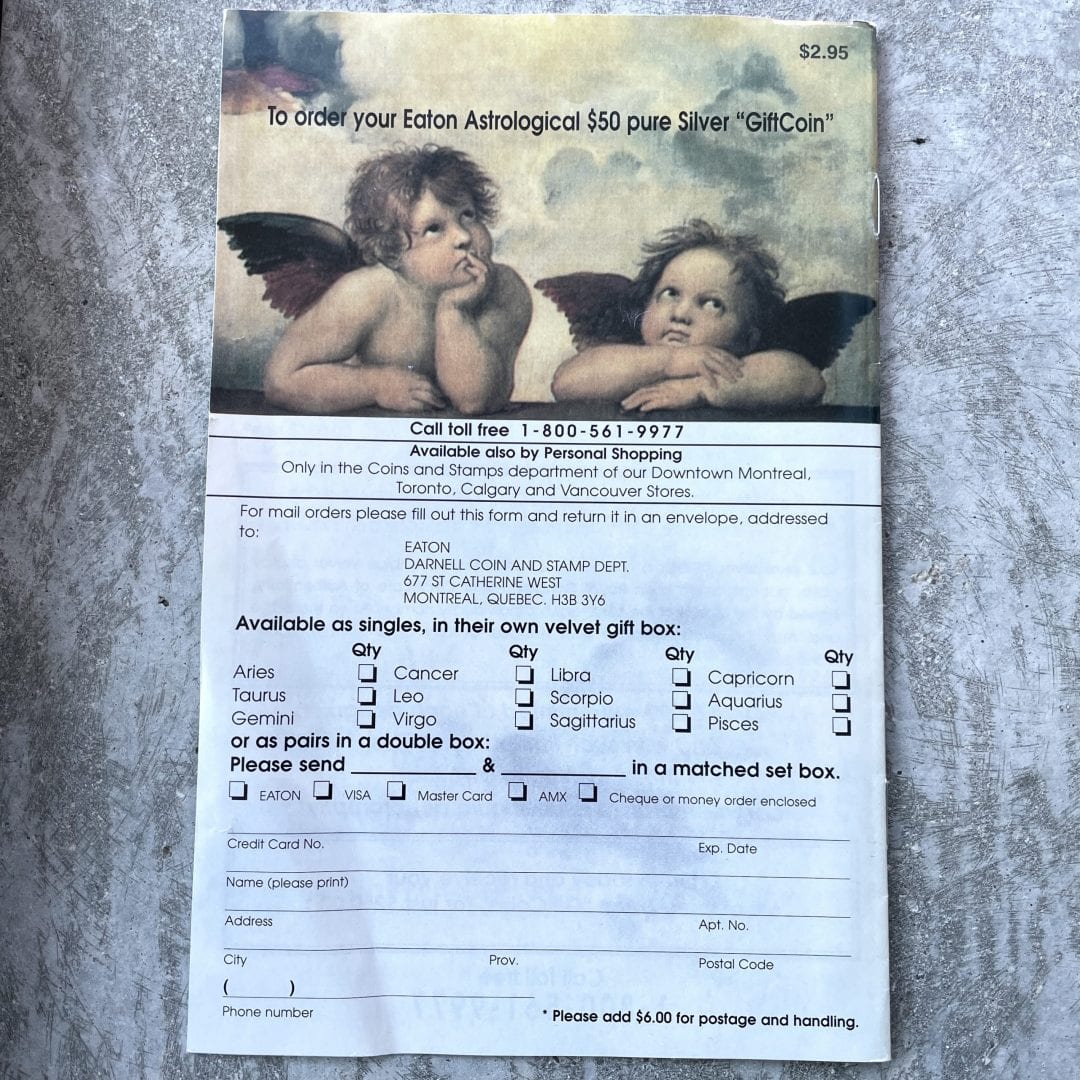 $2.95
To order your Eaton Astrological $50 pure Silver “GiftCoin”
Call toll free 1-800-561-9977
Available also by Personal Shopping
Only in the Coins and Stamps department of our Downtown Montreal,
Toronto, Calgary and Vancouver Stores.
For mail orders please fill out this form and return it in an envelope, addressed
to:
EATON
DARNELL COIN AND STAMP DEPT.
677 ST CATHERINE WEST
MONTREAL, QUEBEC. H3B 3Y6
Available as singles, in their own velvet gift box:
Qty Qty Qty Qty
Aries Cancer Libra Capricorn
Taurus Leo Scorpio Aquarius
Gemini Virgo Sagittarius Pisces
or as pairs in a double box:
Please send & in a matched set box.
EATON VISA Master Card AMX Cheque or money order enclosed
Credit Card No. Exp. Date
Name (please print)
Address Apt. No.
City Prov. Postal Code
( )
Phone number * Please add $6.00 for postage and handling.